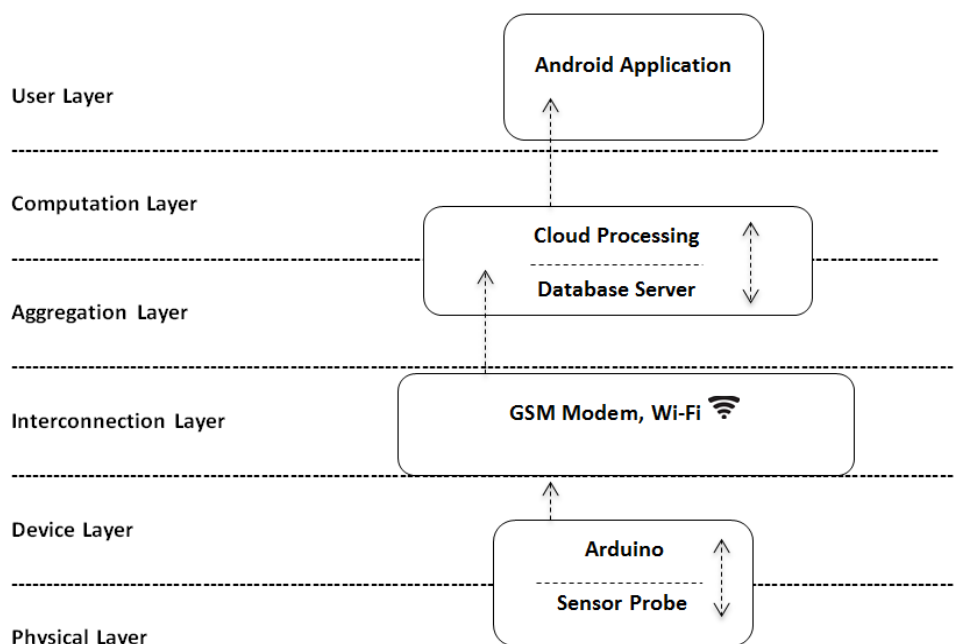 Android Application
User Layer
Computation Layer
Cloud Processing
Database Server
Aggregation Layer
Interconnection Layer
GSM Modem, Wi-Fi
Device Layer
Arduino
Sensor Probe
Physical Layer